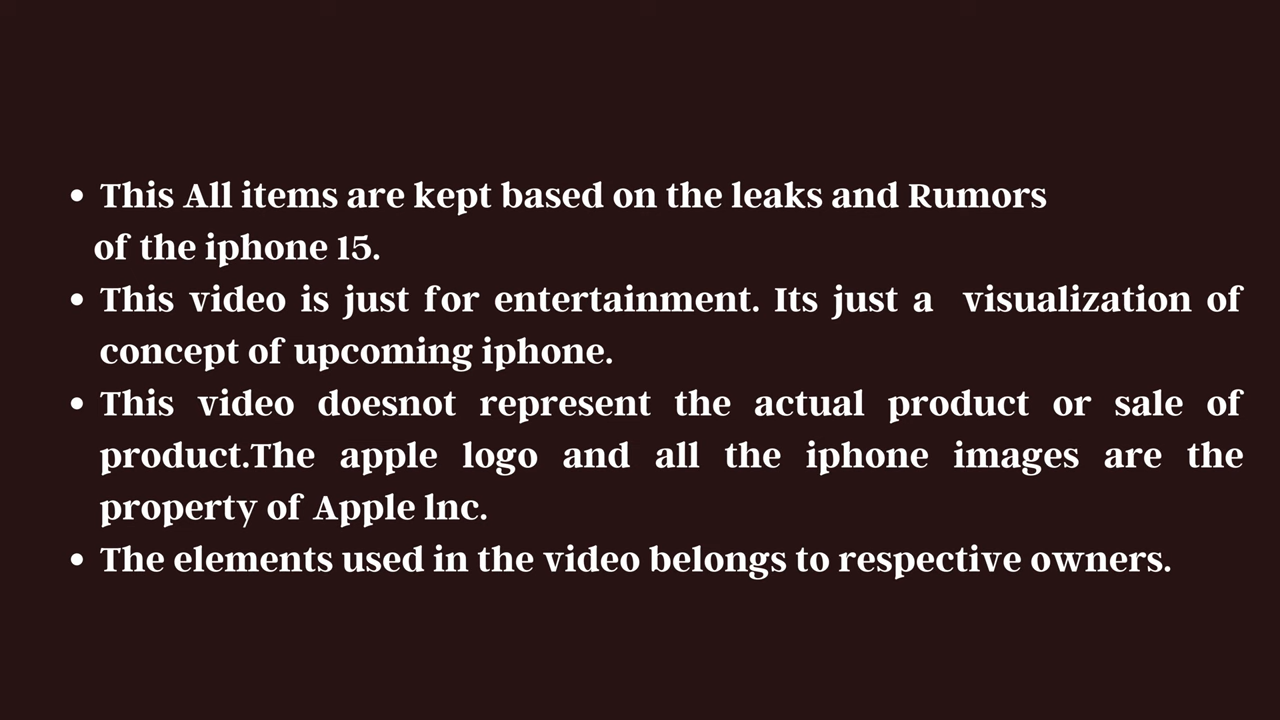 • This All items are kept based on the leaks and Rumors
of the iphone 15.
• This video is just for entertainment. Its just a visualization of
concept of upcoming iphone.
• This video doesnot represent the actual product or sale of
product.The apple logo and all the iphone images are the
property of Apple lnc.
• The elements used in the video belongs to respective owners.